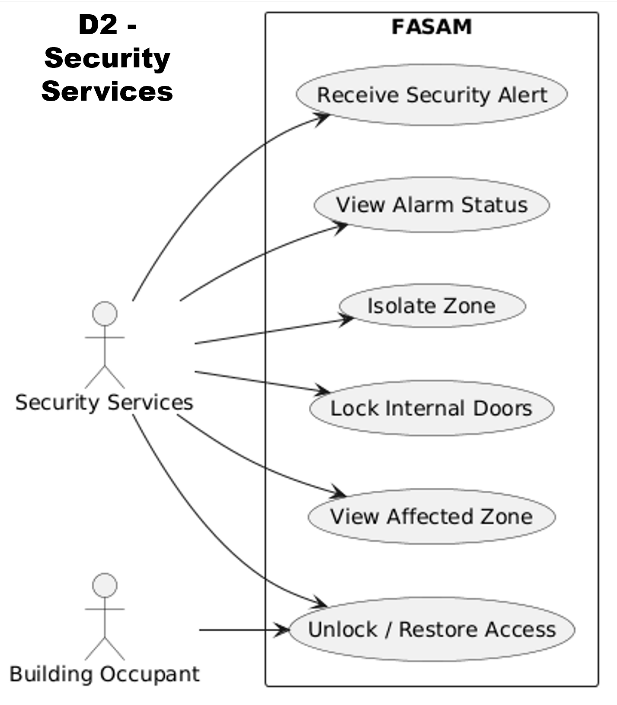 D2 -
Security
Services
FASAM
Receive Security Alert
View Alarm Status
Isolate Zone
Security Services
Lock Internal Doors
View Affected Zone
Unlock / Restore Access
Building Occupant